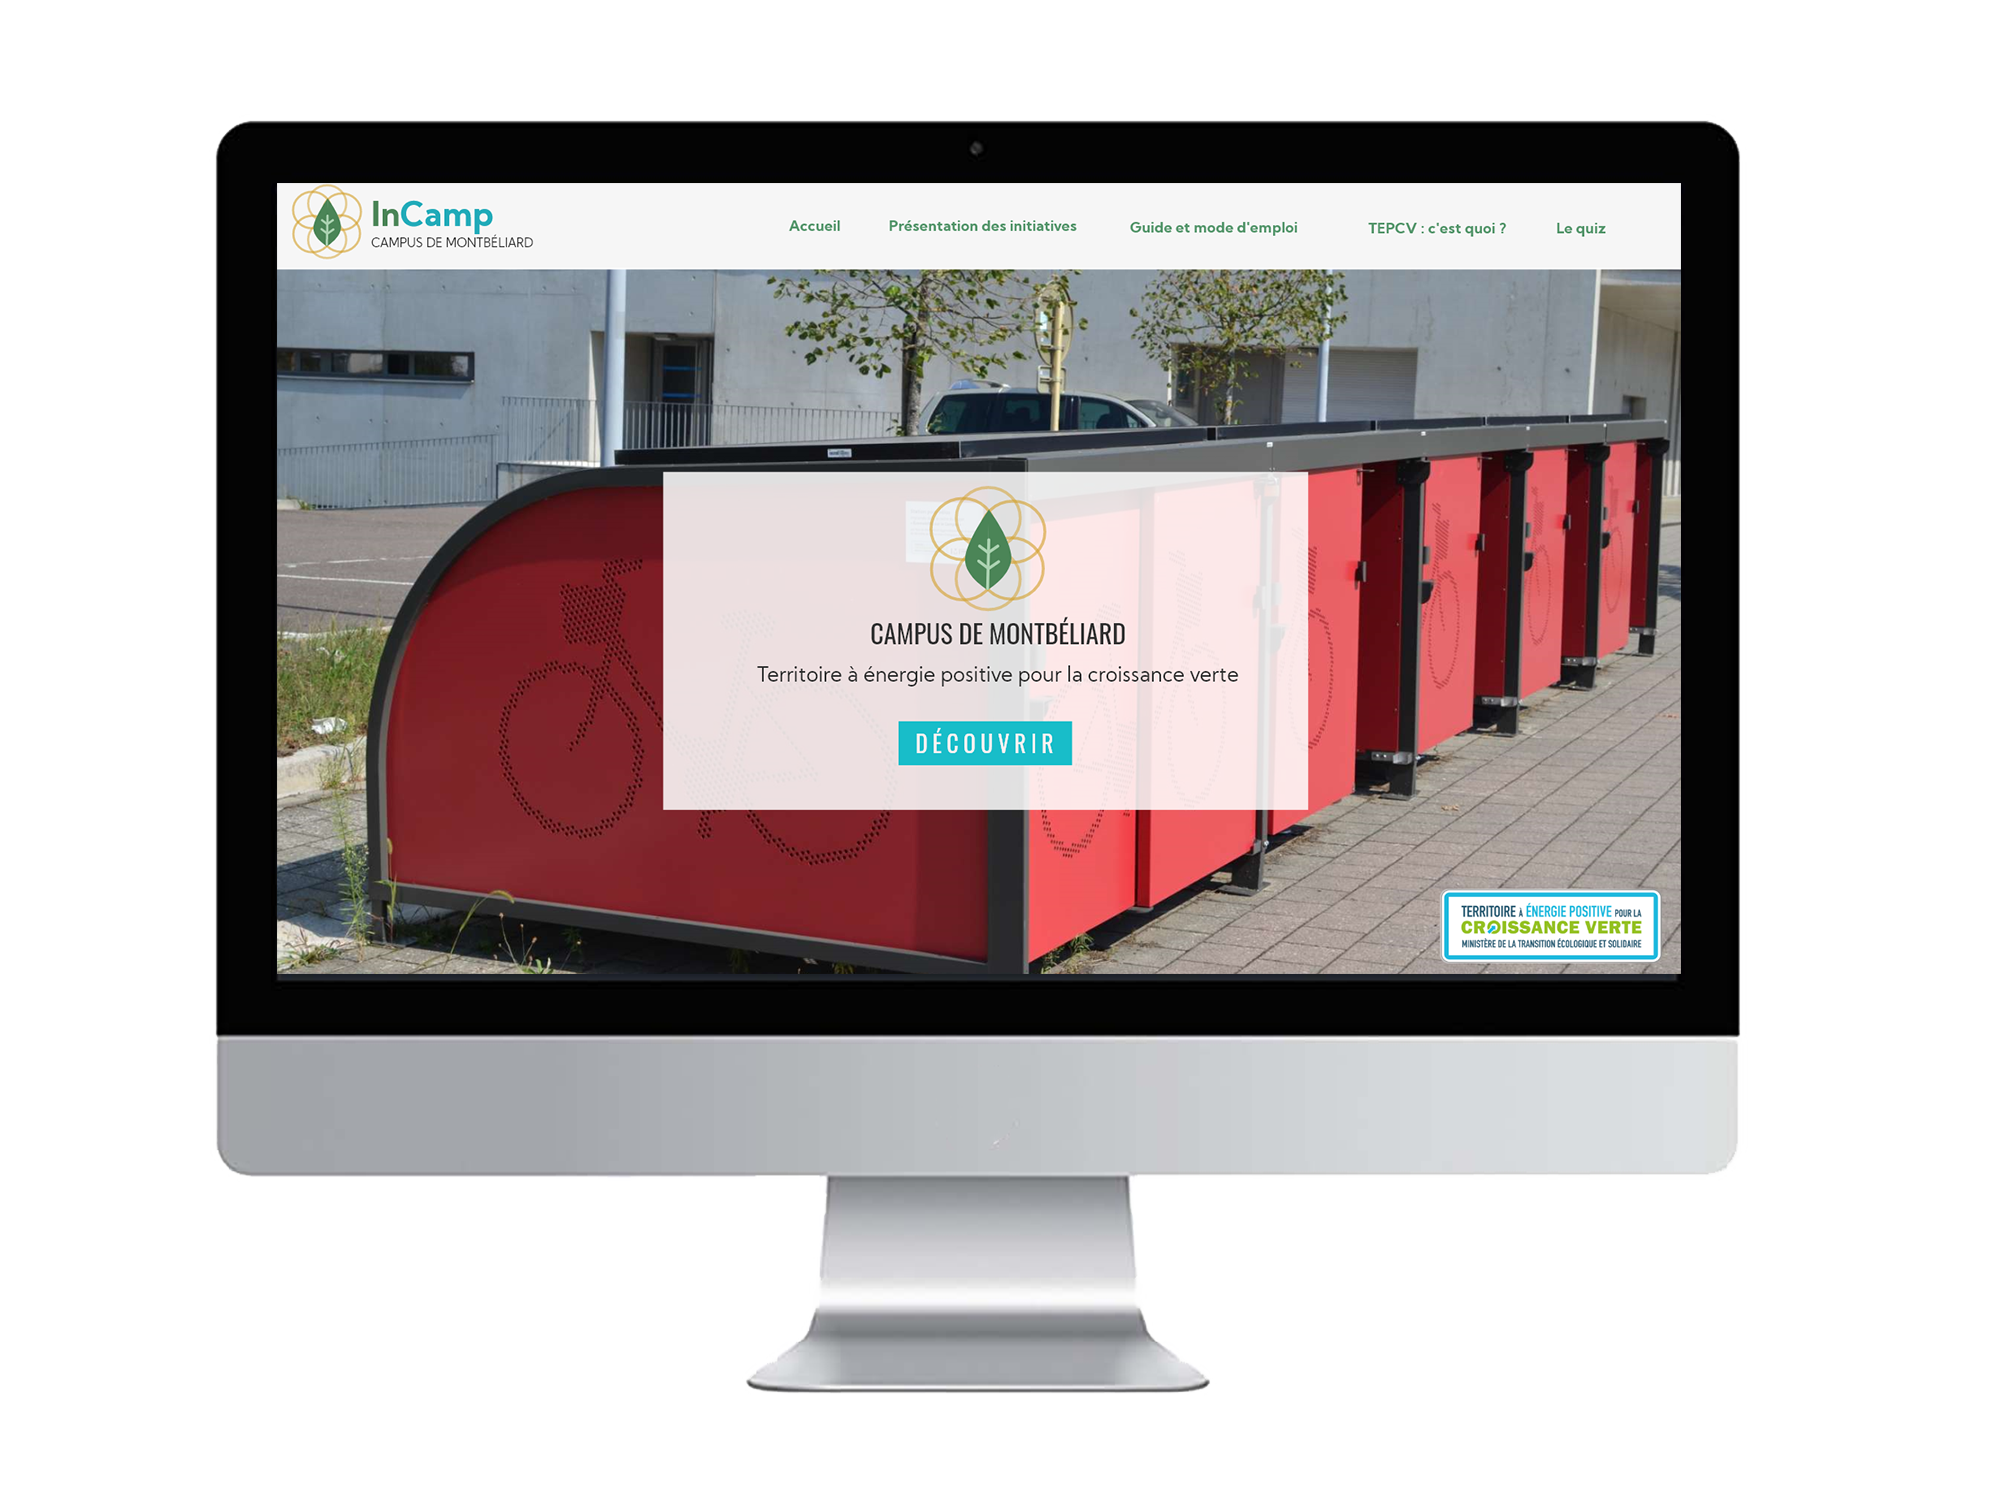 InCamp
CAMPUS DE MONTBÉLIARD
Accueil Présentation des initiatives Guide et mode d'emploi TEPCV : c'est quoi ? Le quiz
CAMPUS DE MONTBÉLIARD
Territoire à énergie positive pour la croissance verte
DÉCOUVRIR
TERRITOIRE À ÉNERGIE POSITIVE POUR LA
CROISSANCE VERTE
MINISTÈRE DE LA TRANSITION ÉCOLOGIQUE ET SOLIDAIRE